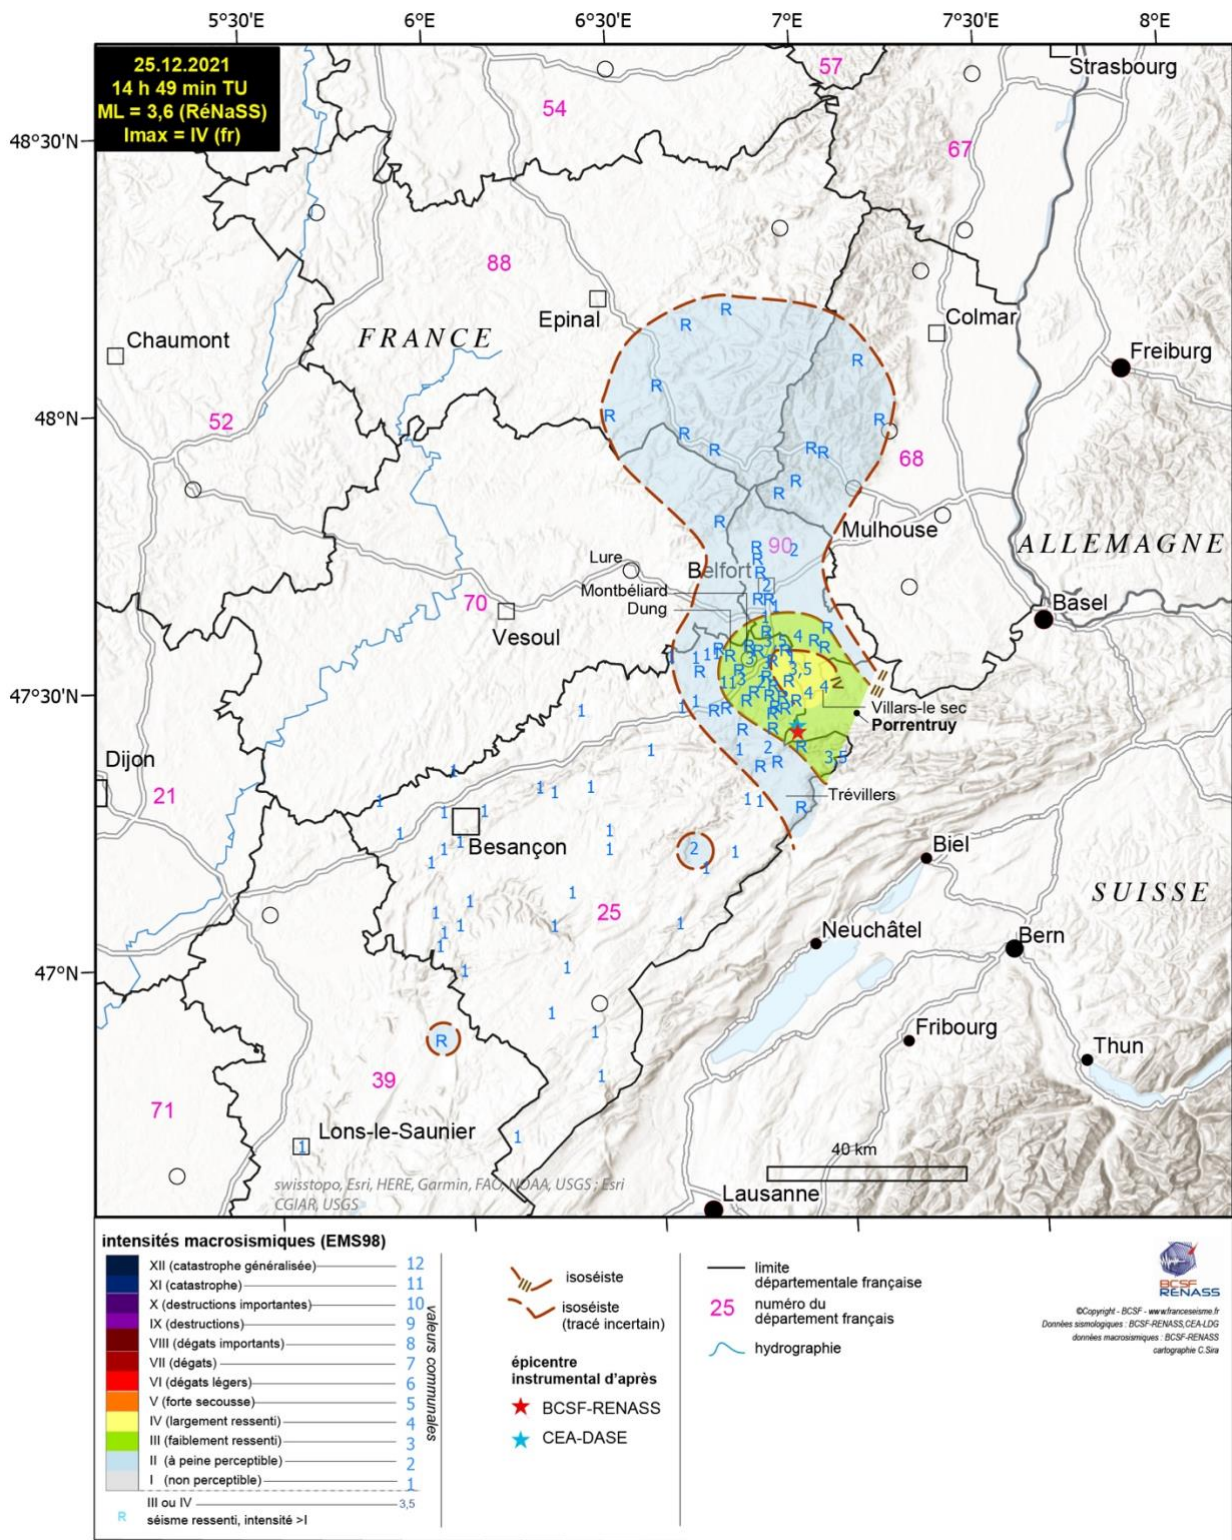 5°30'E 6°E 6°30'E 7°E 7°30'E 8°E
25.12.2021
14 h 49 min TU
ML = 3,6 (RéNaSS)
Imax = IV (fr)
57
Strasbourg
54
48°30'N
67
88
Epinal
Colmar
Chaumont
FRANCE
Freiburg
52
48°N
68
Mulhouse
90
ALLEMAGNE
Lure
Belfort
Montbéliard
Dung
70
Vesoul
Basel
IV
47°30'N
Villars-le sec
Porrentruy
Dijon
21
Trévillers
Besançon
Biel
SUISSE
25
Neuchâtel
Bern
47°N
Fribourg
Thun
39
71
Lons-le-Saunier
40 km
swisstopo, Esri, HERE, Garmin, FAO, NOAA, USGS ; Esri
CGIAR, USGS
Lausanne
intensités macrosismiques (EMS98)
XII (catastrophe généralisée) 12
XI (catastrophe) 11
X (destructions importantes) 10
IX (destructions) 9
VIII (dégats importants) 8
VII (dégats) 7
VI (dégats légers) 6
V (forte secousse) 5
IV (largement ressenti) 4
III (faiblement ressenti) 3
II (à peine perceptible) 2
I (non perceptible) 1
III ou IV 3,5
R séisme ressenti, intensité >I
valeurs communales
isoséiste
isoséiste
(tracé incertain)
épicentre
instrumental d'après
BCSF-RENASS
CEA-DASE
limite
départementale française
25 numéro du
département français
hydrographie
BCSF
RENASS
©Copyright - BCSF - www.franceseisme.fr
Données sismologiques : BCSF-RENASS,CEA-LDG
données macrosismiques : BCSF-RENASS
cartographie C.Sira